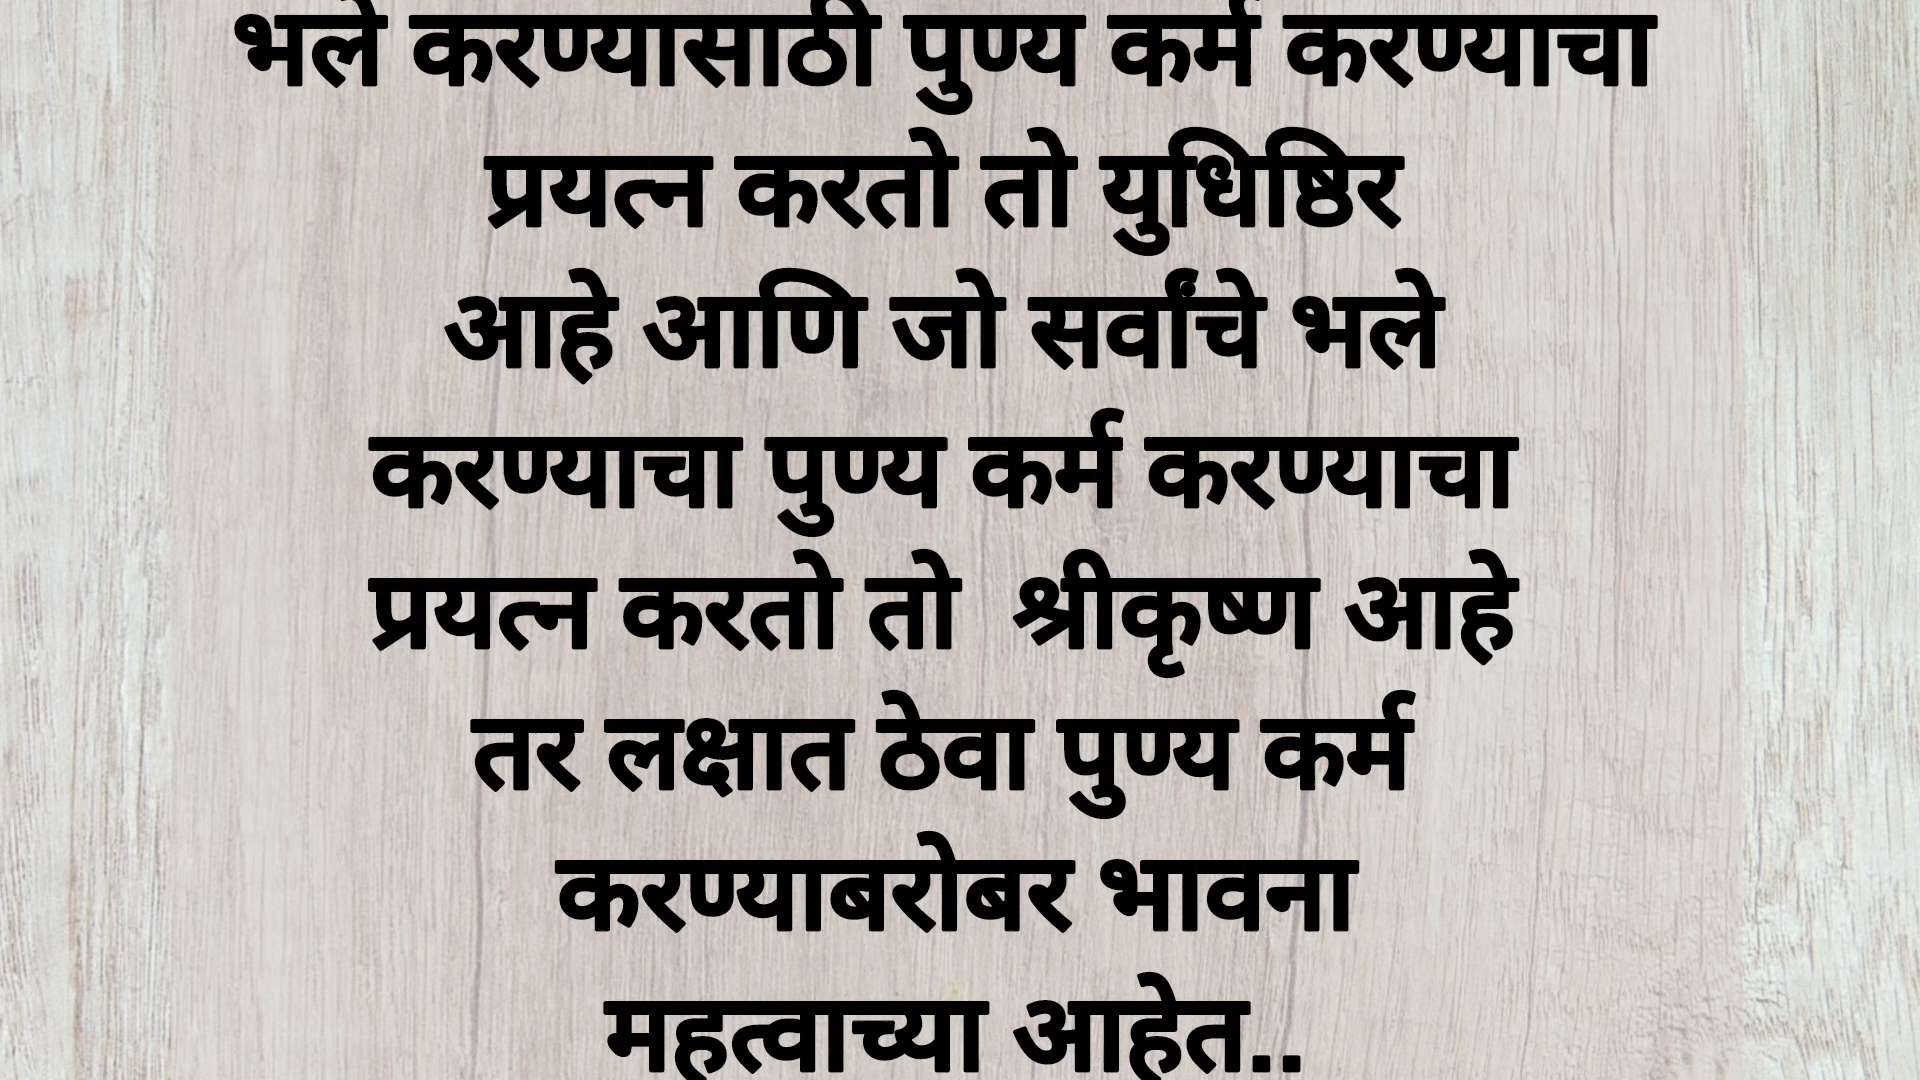 भले करण्यासाठी पुण्य कर्म करण्याचा
प्रयत्न करतो तो युधिष्ठिर
आहे आणि जो सर्वांचे भले
करण्याचा पुण्य कर्म करण्याचा
प्रयत्न करतो तो  श्रीकृष्ण आहे
तर लक्षात ठेवा पुण्य कर्म
करण्याबरोबर भावना
महत्वाच्या आहेत..